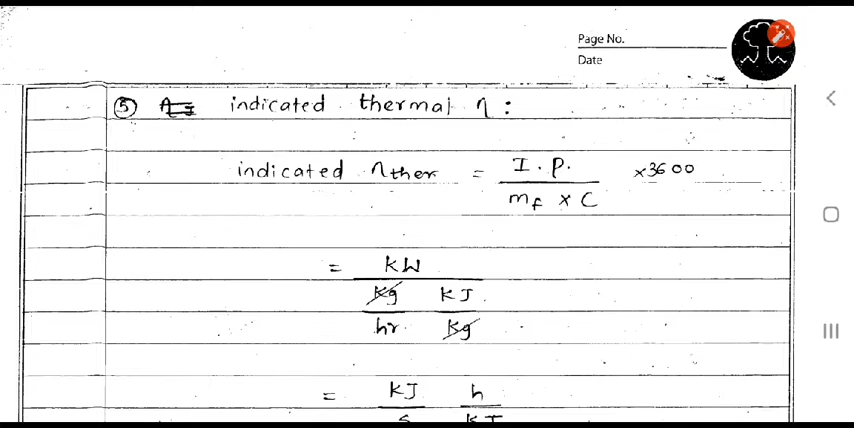 Page No.
Date
⑤ indicated thermal η :
indicated ηther = I.P. / mf × C ×3600
= kW / (Kg/hr KJ/Kg)
= KJ/s h/KJ